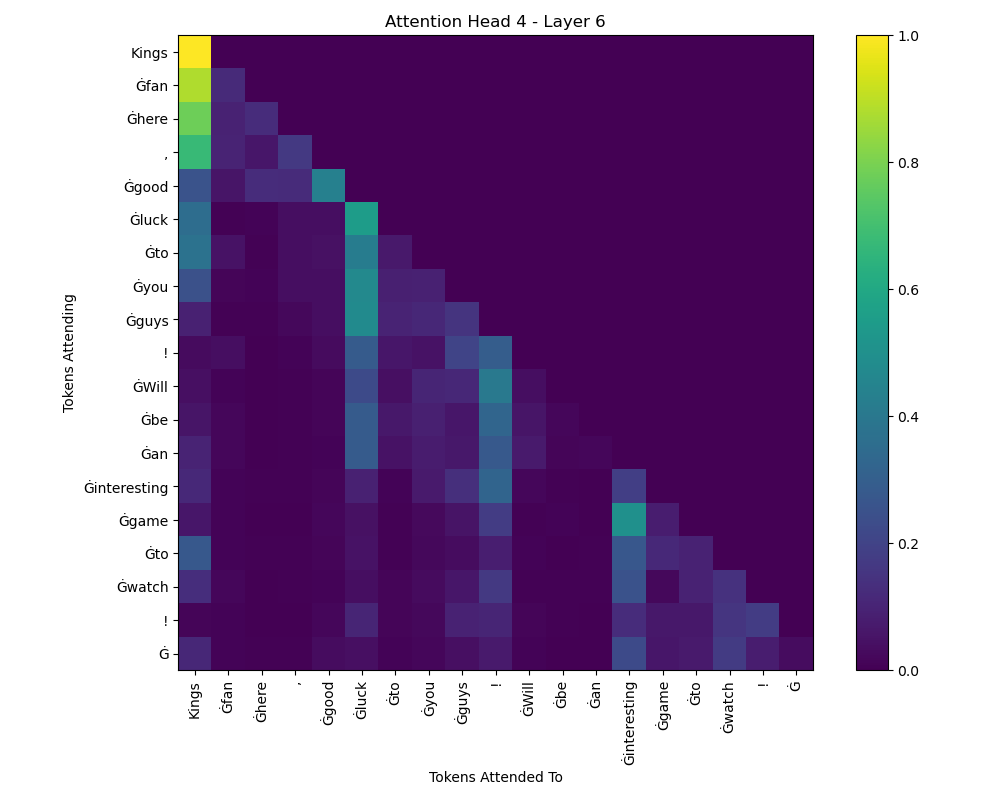 Attention Head 4 - Layer 6
Kings
Ġfan
Ġhere
,
Ġgood
Ġluck
Ġto
Ġyou
Ġguys
!
ĠWill
Ġbe
Ġan
Ġinteresting
Ġgame
Ġto
Ġwatch
!
Ġ
Tokens Attending
Kings
Ġfan
Ġhere
,
Ġgood
Ġluck
Ġto
Ġyou
Ġguys
!
ĠWill
Ġbe
Ġan
Ġinteresting
Ġgame
Ġto
Ġwatch
!
Ġ
Tokens Attended To
1.0
0.8
0.6
0.4
0.2
0.0